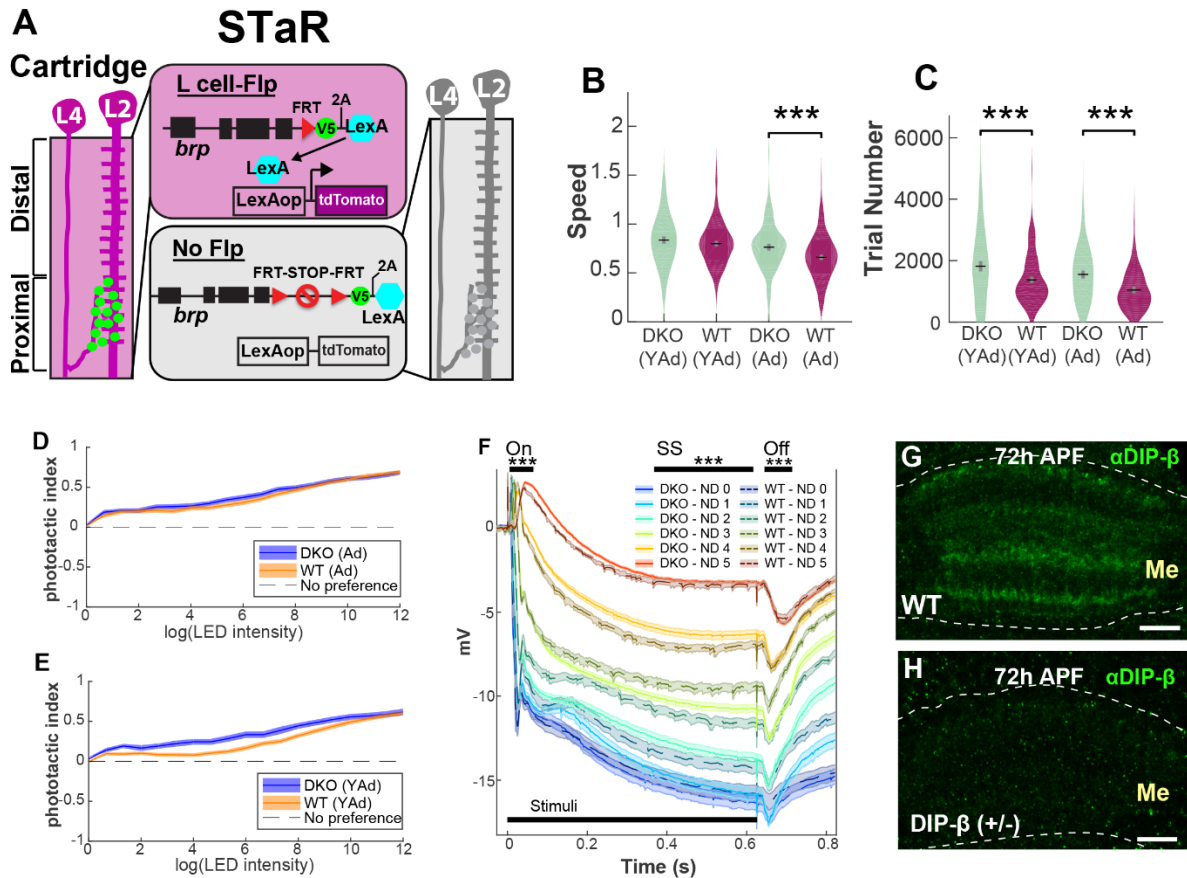 A
STaR
Cartridge
L4
L2
Distal
Proximal
L cell-Flp
FRT
2A
V5
LexA
brp
LexA
LexAop
tdTomato
No Flp
FRT-STOP-FRT
2A
V5
brp
LexA
LexAop
tdTomato
L4
L2
B
***
2
1.5
1
0.5
0
Speed
DKO
(YAd)
WT
(YAd)
DKO
(Ad)
WT
(Ad)
C
***
***
6000
4000
2000
0
Trial Number
DKO
(YAd)
WT
(YAd)
DKO
(Ad)
WT
(Ad)
D
1
0.5
0
-1
phototactic index
DKO (Ad)
WT (Ad)
No preference
0 2 4 6 8 10 12
log(LED intensity)
E
1
0.5
0
-1
phototactic index
DKO (YAd)
WT (YAd)
No preference
0 2 4 6 8 10 12
log(LED intensity)
F
On
***
SS
***
Off
***
DKO - ND 0 WT - ND 0
DKO - ND 1 WT - ND 1
DKO - ND 2 WT - ND 2
DKO - ND 3 WT - ND 3
DKO - ND 4 WT - ND 4
DKO - ND 5 WT - ND 5
0
-5
-10
-15
mV
Stimuli
0 0.2 0.4 0.6 0.8
Time (s)
G
72h APF
αDIP-β
Me
WT
H
72h APF
αDIP-β
Me
DIP-β (+/-)